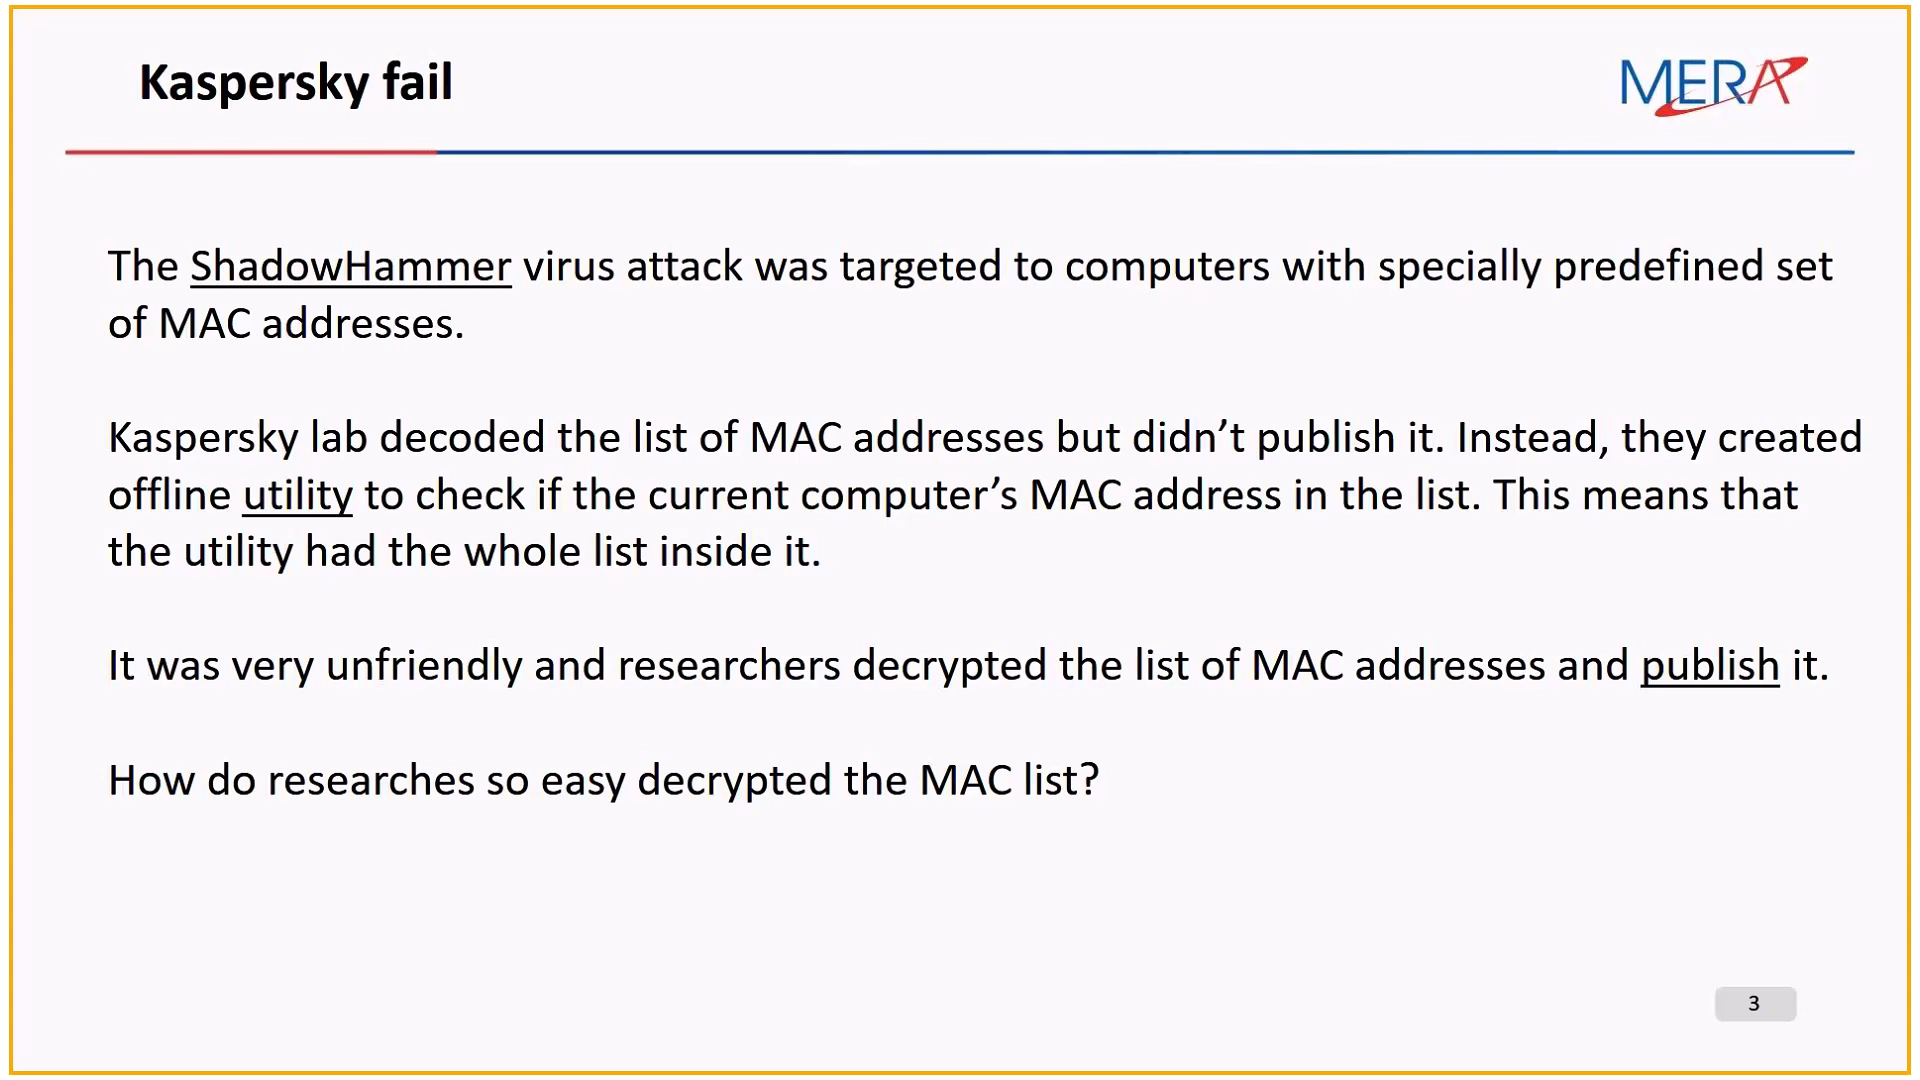 Kaspersky fail
MERA
The ShadowHammer virus attack was targeted to computers with specially predefined set
of MAC addresses.
Kaspersky lab decoded the list of MAC addresses but didn’t publish it. Instead, they created
offline utility to check if the current computer’s MAC address in the list. This means that
the utility had the whole list inside it.
It was very unfriendly and researchers decrypted the list of MAC addresses and publish it.
How do researches so easy decrypted the MAC list?
3